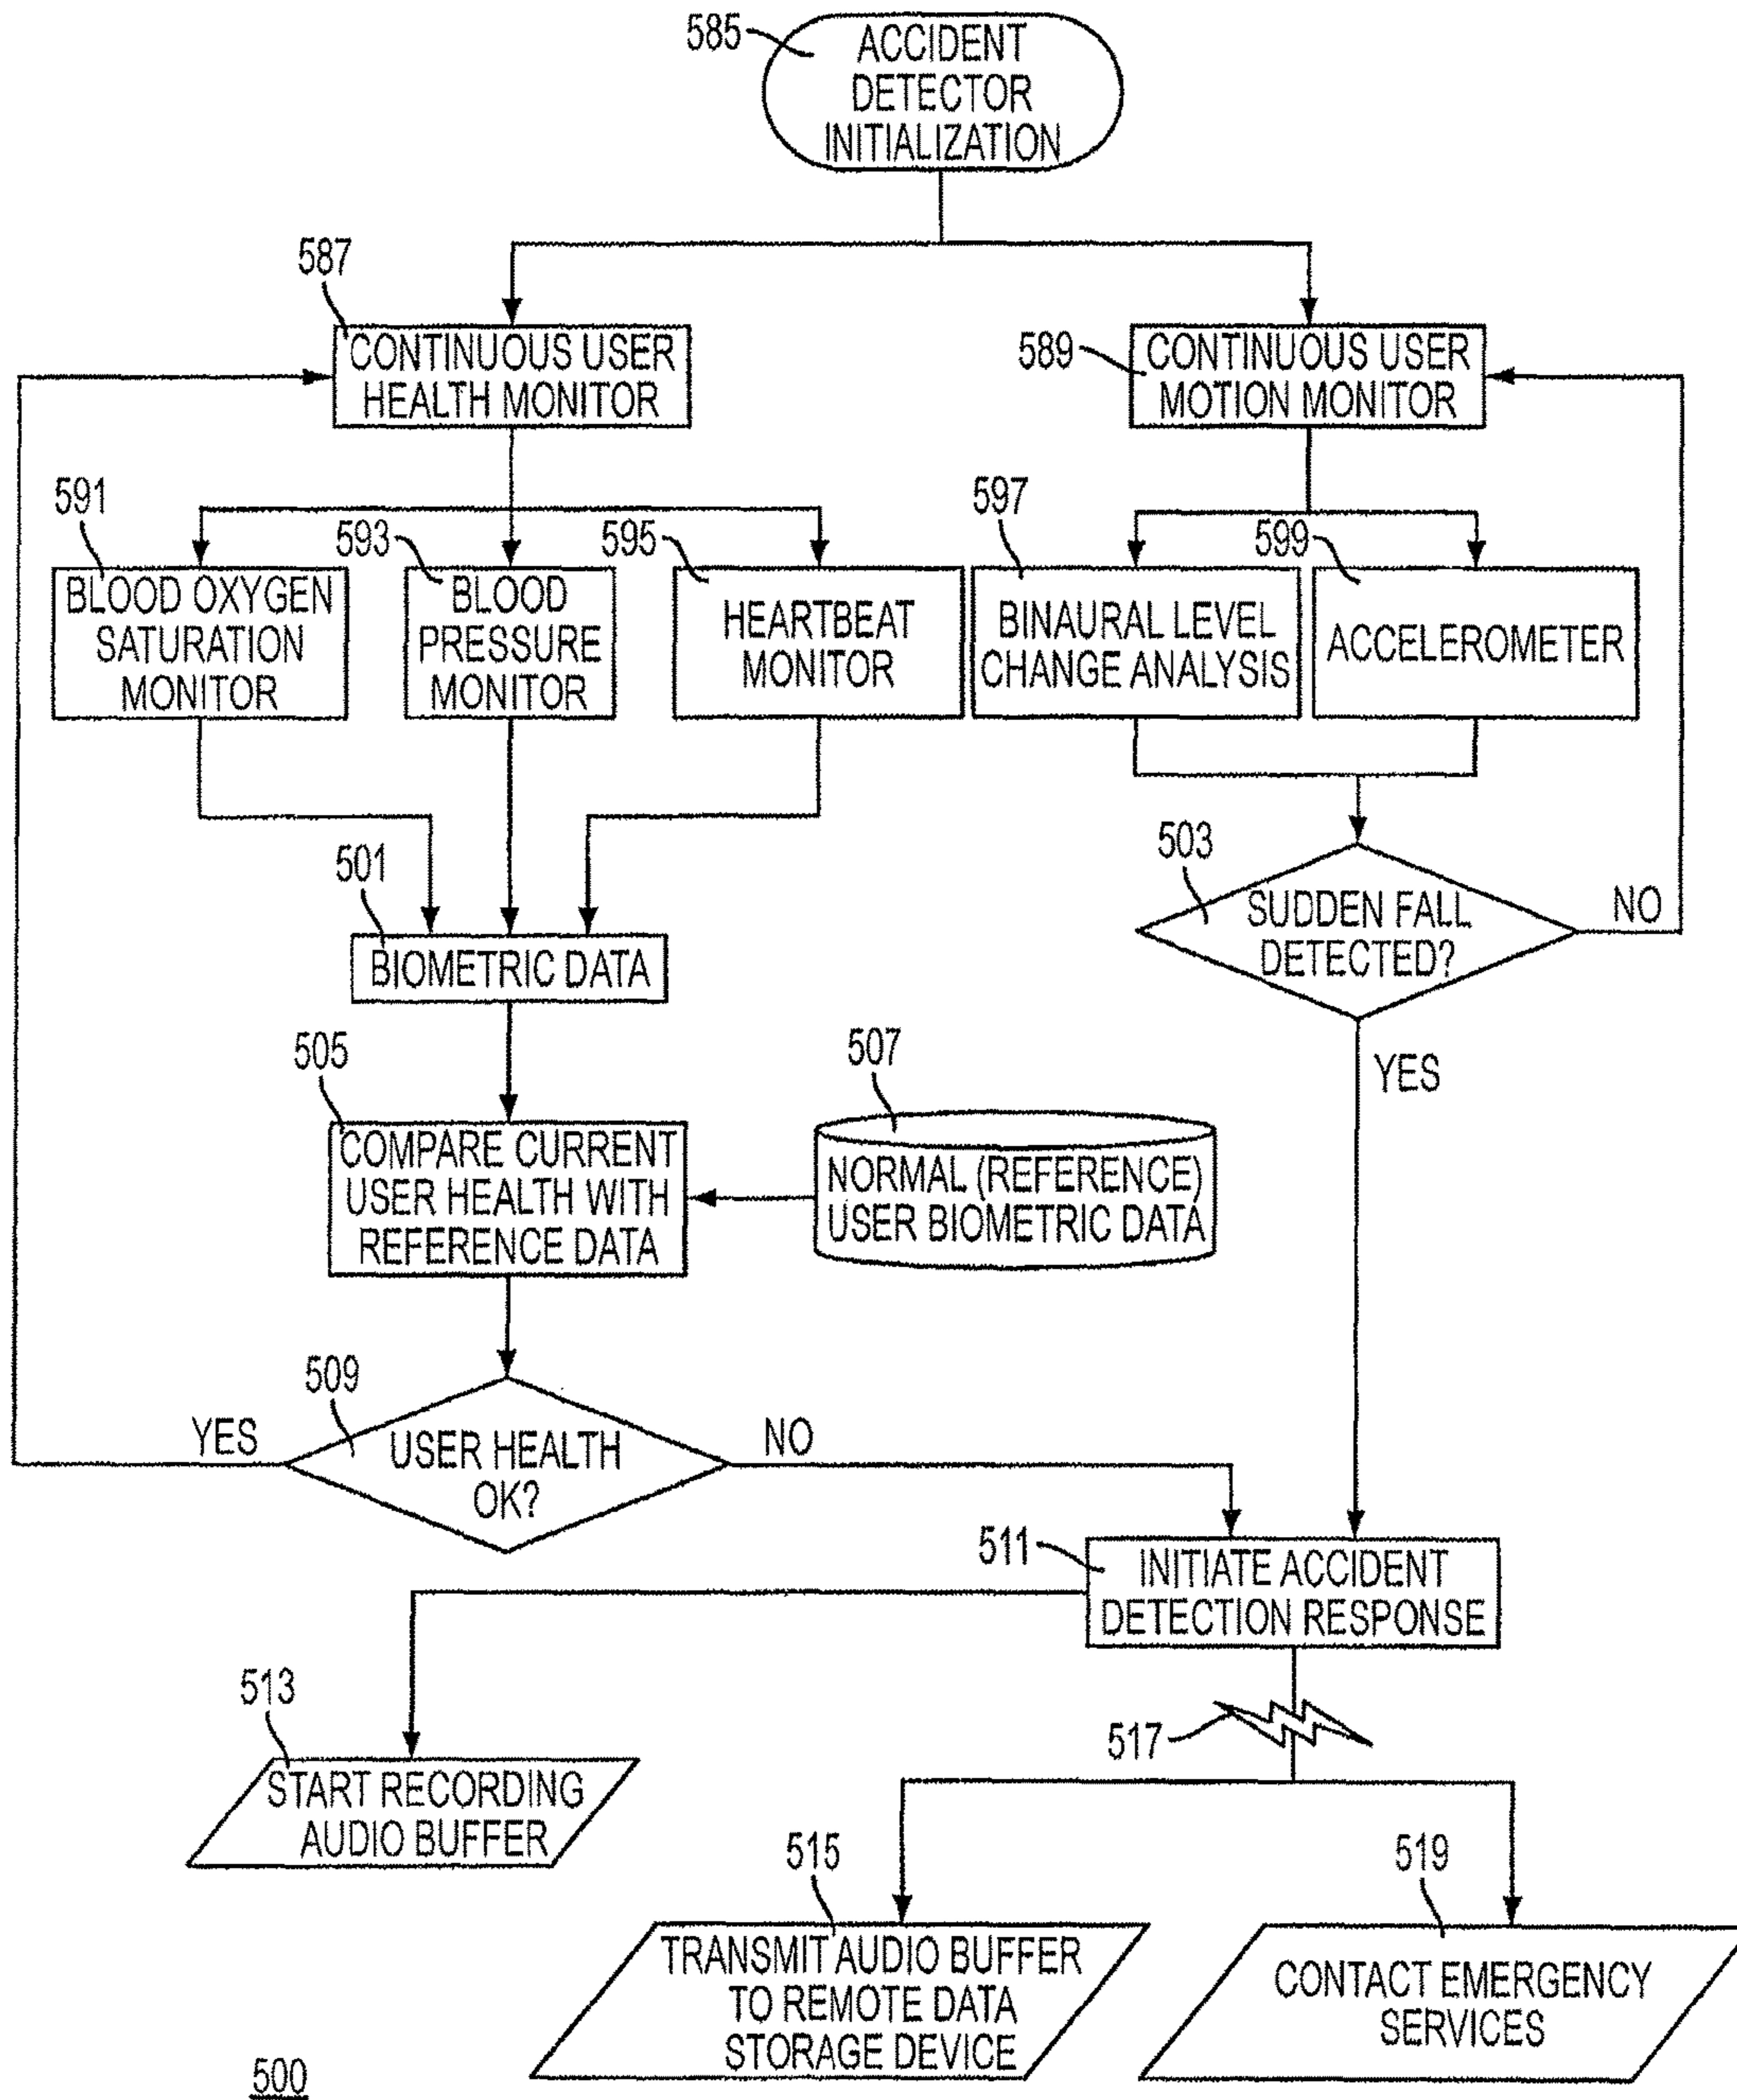 585
ACCIDENT
DETECTOR
INITIALIZATION
587
CONTINUOUS USER
HEALTH MONITOR
589
CONTINUOUS USER
MOTION MONITOR
591
BLOOD OXYGEN
SATURATION
MONITOR
593
BLOOD
PRESSURE
MONITOR
595
HEARTBEAT
MONITOR
597
BINAURAL LEVEL
CHANGE ANALYSIS
599
ACCELEROMETER
501
BIOMETRIC DATA
503
SUDDEN FALL
DETECTED?
NO
YES
505
COMPARE CURRENT
USER HEALTH WITH
REFERENCE DATA
507
NORMAL (REFERENCE)
USER BIOMETRIC DATA
509
USER HEALTH
OK?
YES
NO
511
INITIATE ACCIDENT
DETECTION RESPONSE
513
START RECORDING
AUDIO BUFFER
517
515
TRANSMIT AUDIO BUFFER
TO REMOTE DATA
STORAGE DEVICE
519
CONTACT EMERGENCY
SERVICES
500